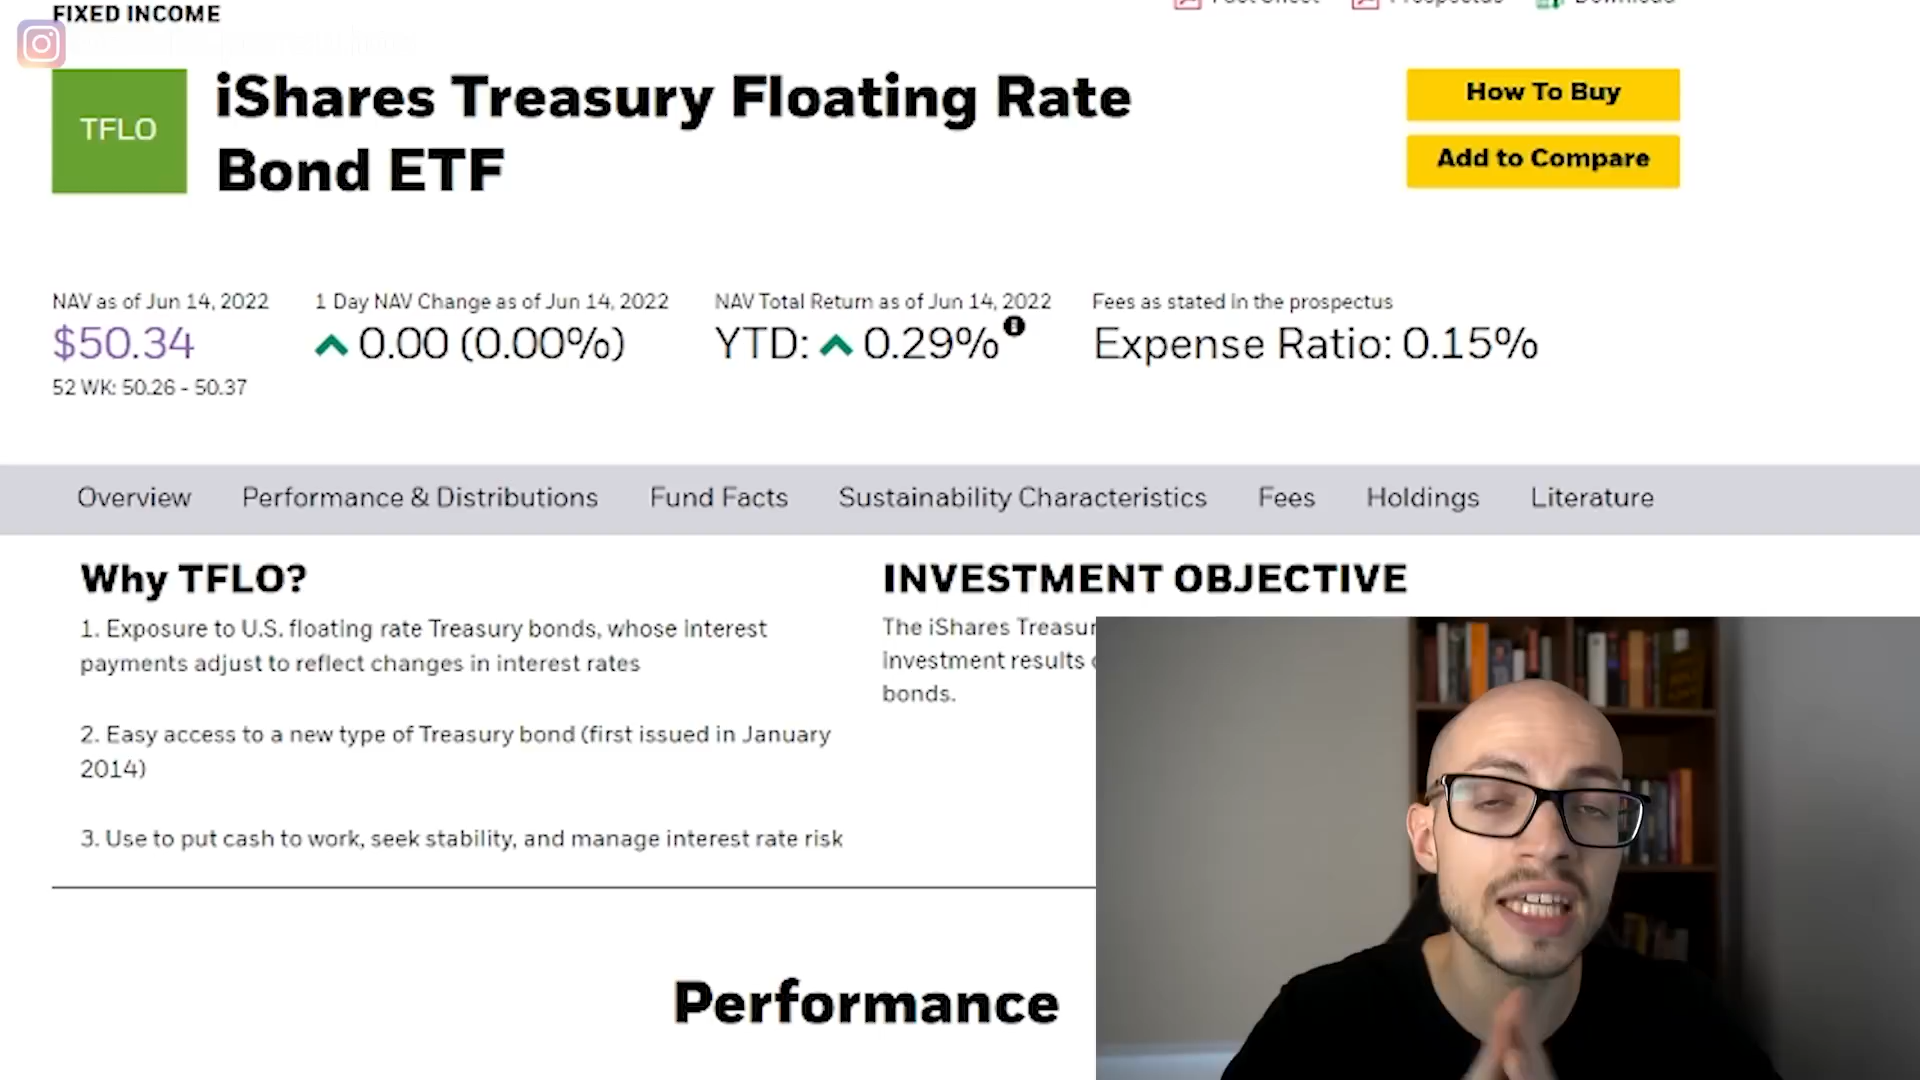 FIXED INCOME
Fact Sheet Prospectus Download
TFLO
iShares Treasury Floating Rate
Bond ETF
How To Buy
Add to Compare
NAV as of Jun 14, 2022
$50.34
52 WK: 50.26 - 50.37
1 Day NAV Change as of Jun 14, 2022
0.00 (0.00%)
NAV Total Return as of Jun 14, 2022
YTD: 0.29%
Fees as stated in the prospectus
Expense Ratio: 0.15%
Overview Performance & Distributions Fund Facts Sustainability Characteristics Fees Holdings Literature
Why TFLO?
1. Exposure to U.S. floating rate Treasury bonds, whose interest
payments adjust to reflect changes in interest rates
2. Easy access to a new type of Treasury bond (first issued in January
2014)
3. Use to put cash to work, seek stability, and manage interest rate risk
INVESTMENT OBJECTIVE
The iShares
investment results
bonds.
Performance